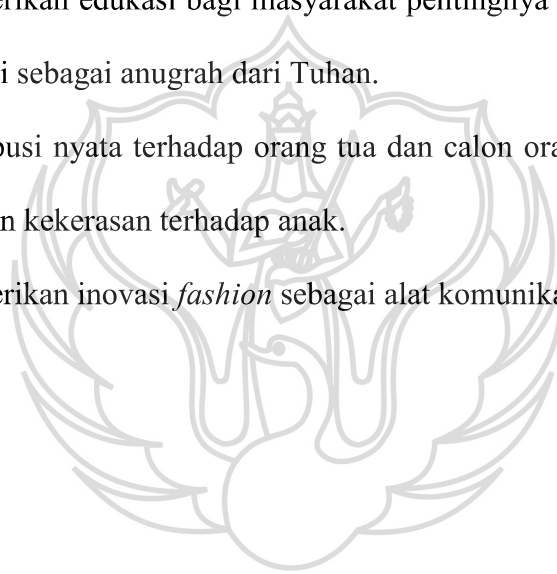 erikan edukasi bagi masyarakat pentingnya
i sebagai anugrah dari Tuhan.
busi nyata terhadap orang tua dan calon ora
n kekerasan terhadap anak.
erikan inovasi fashion sebagai alat komunika